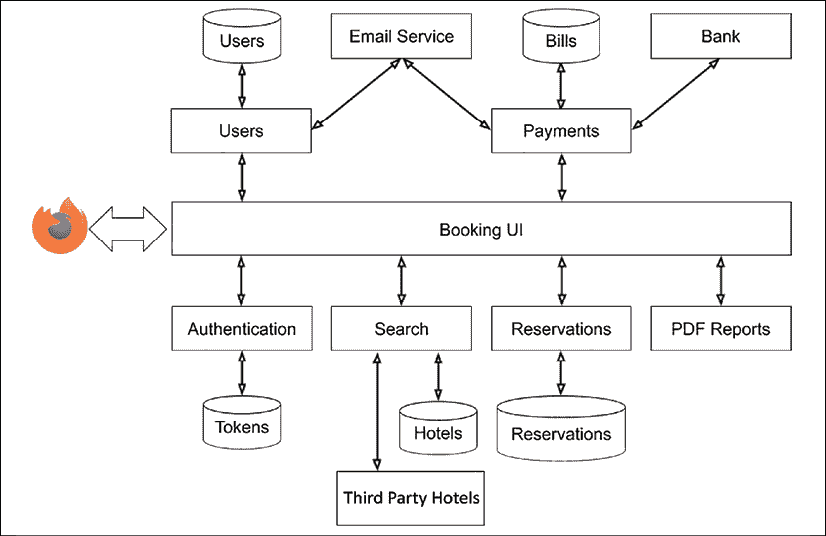 Users
Email Service
Bills
Bank
Users
Payments
Booking UI
Authentication
Search
Reservations
PDF Reports
Tokens
Hotels
Reservations
Third Party Hotels